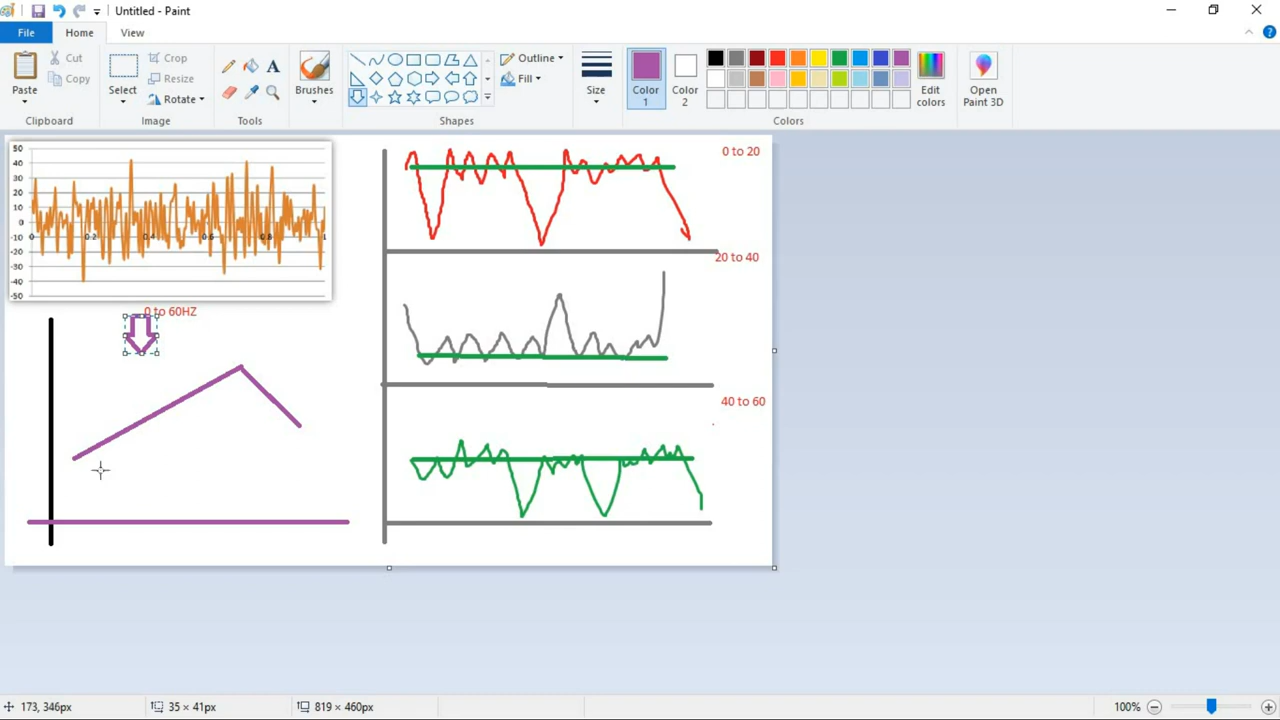 Untitled - Paint
File Home View
Paste
Cut
Copy
Clipboard
Select
Crop
Resize
Rotate
Image
A
Tools
Brushes
Shapes
Outline
Fill
Size
Color 1
Color 2
Edit colors
Colors
Open Paint 3D
50
40
30
20
10
0
-10
-20
-30
-40
-50
0 0.2 0.4 0.6 0.8 1
0 to 60HZ
0 to 20
20 to 40
40 to 60
173, 346px
35 × 41px
819 × 460px
100%